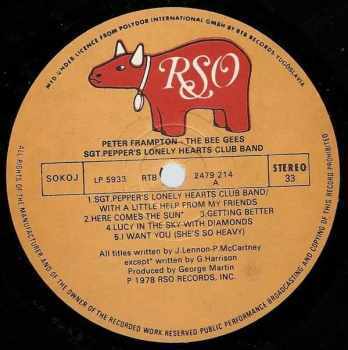 MFD UNDER LICENCE FROM POLYDOR INTERNATIONAL GMBH BY RTB RECORDS, YUGOSLAVIA
RSO
PETER FRAMPTON - THE BEE GEES
SGT PEPPER'S LONELY HEARTS CLUB BAND
SOKOJ
LP 5933
RTB
2479 214
A
STEREO
33
1.SGT.PEPPER'S LONELY HEARTS CLUB BAND/
WITH A LITTLE HELP FROM MY FRIENDS
2.HERE COMES THE SUN* 3.GETTING BETTER
4.LUCY IN THE SKY WITH DIAMONDS
5.I WANT YOU (SHE'S SO HEAVY)
All titles written by J.Lennon-P.McCartney
except* written by G.Harrison
Produced by George Martin
P 1978 RSO RECORDS, INC.
ALL RIGHTS OF THE MANUFACTURER AND OF THE OWNER OF THE RECORDED WORK RESERVED·PUBLIC PERFORMANCE BROADCASTING AND COPYING OF THIS RECORD PROHIBITED